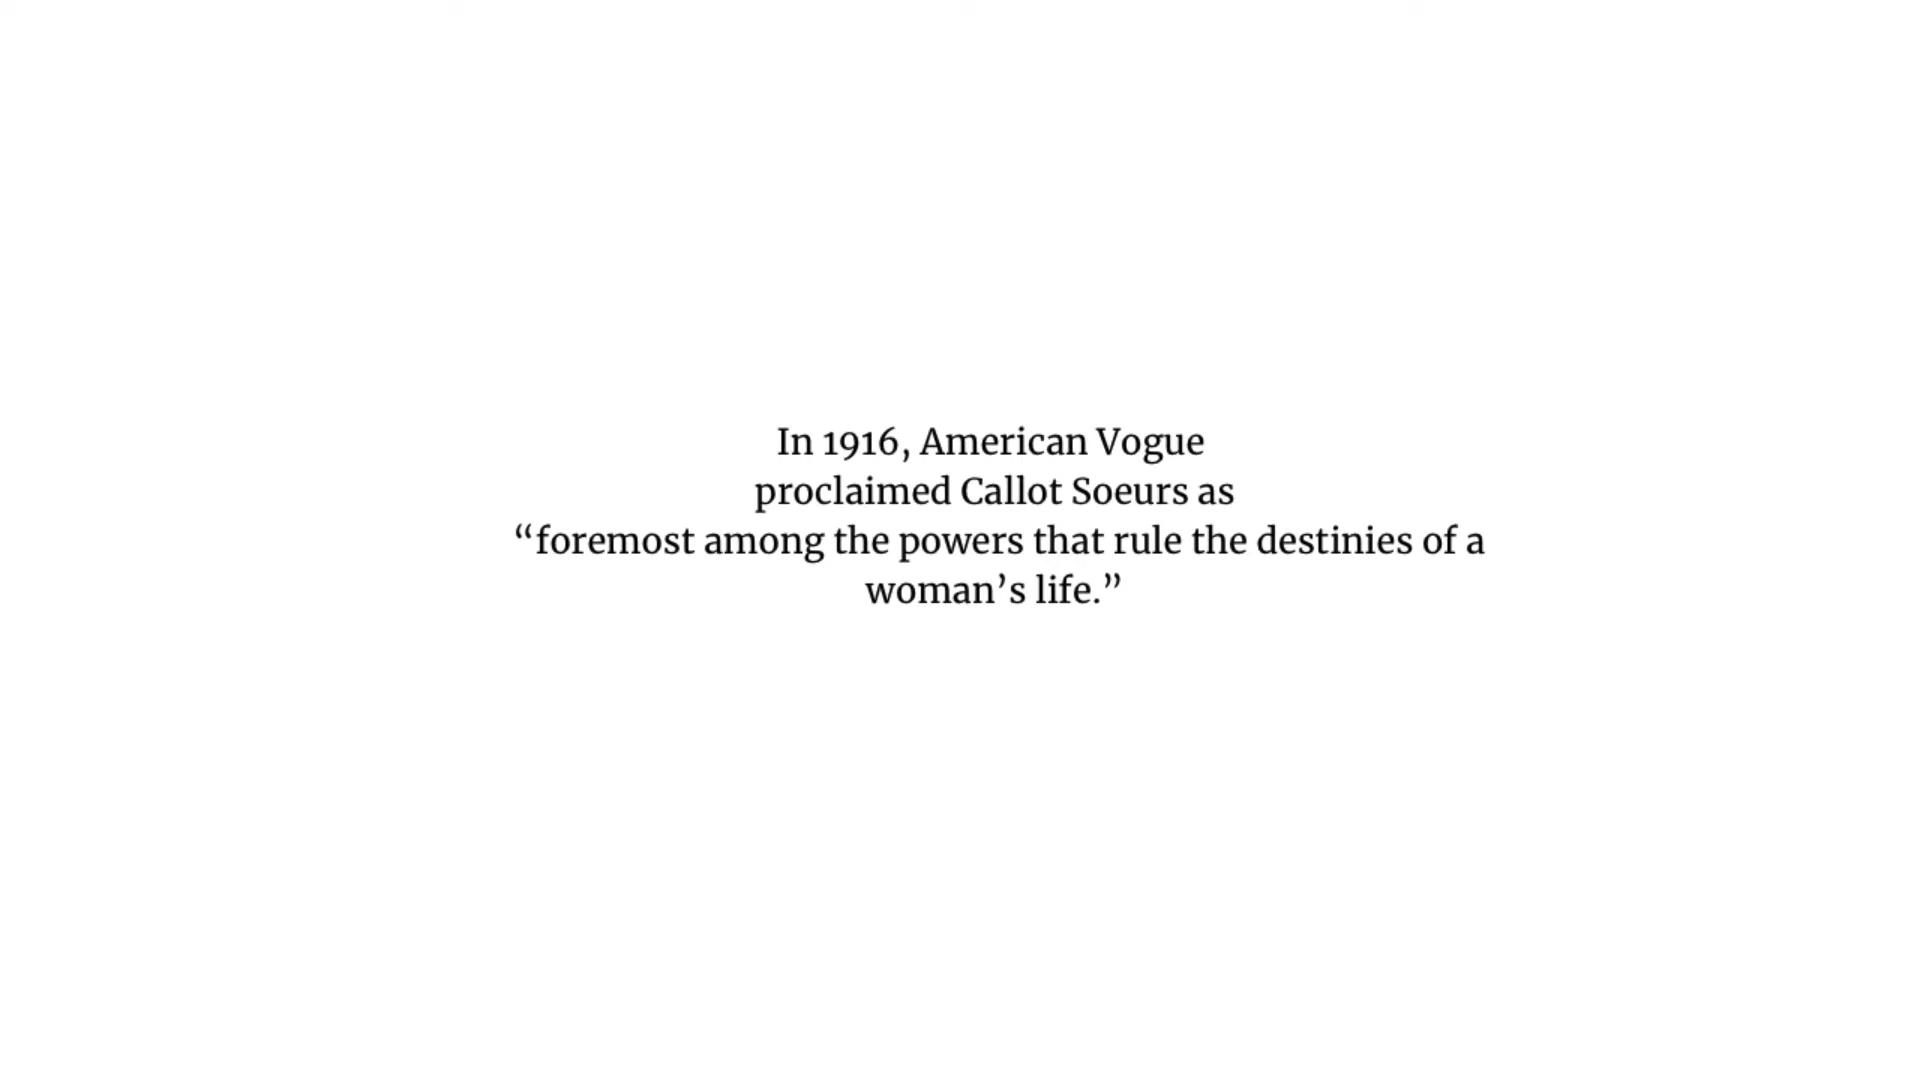 In 1916, American Vogue
proclaimed Callot Soeurs as
“foremost among the powers that rule the destinies of a
woman’s life.”